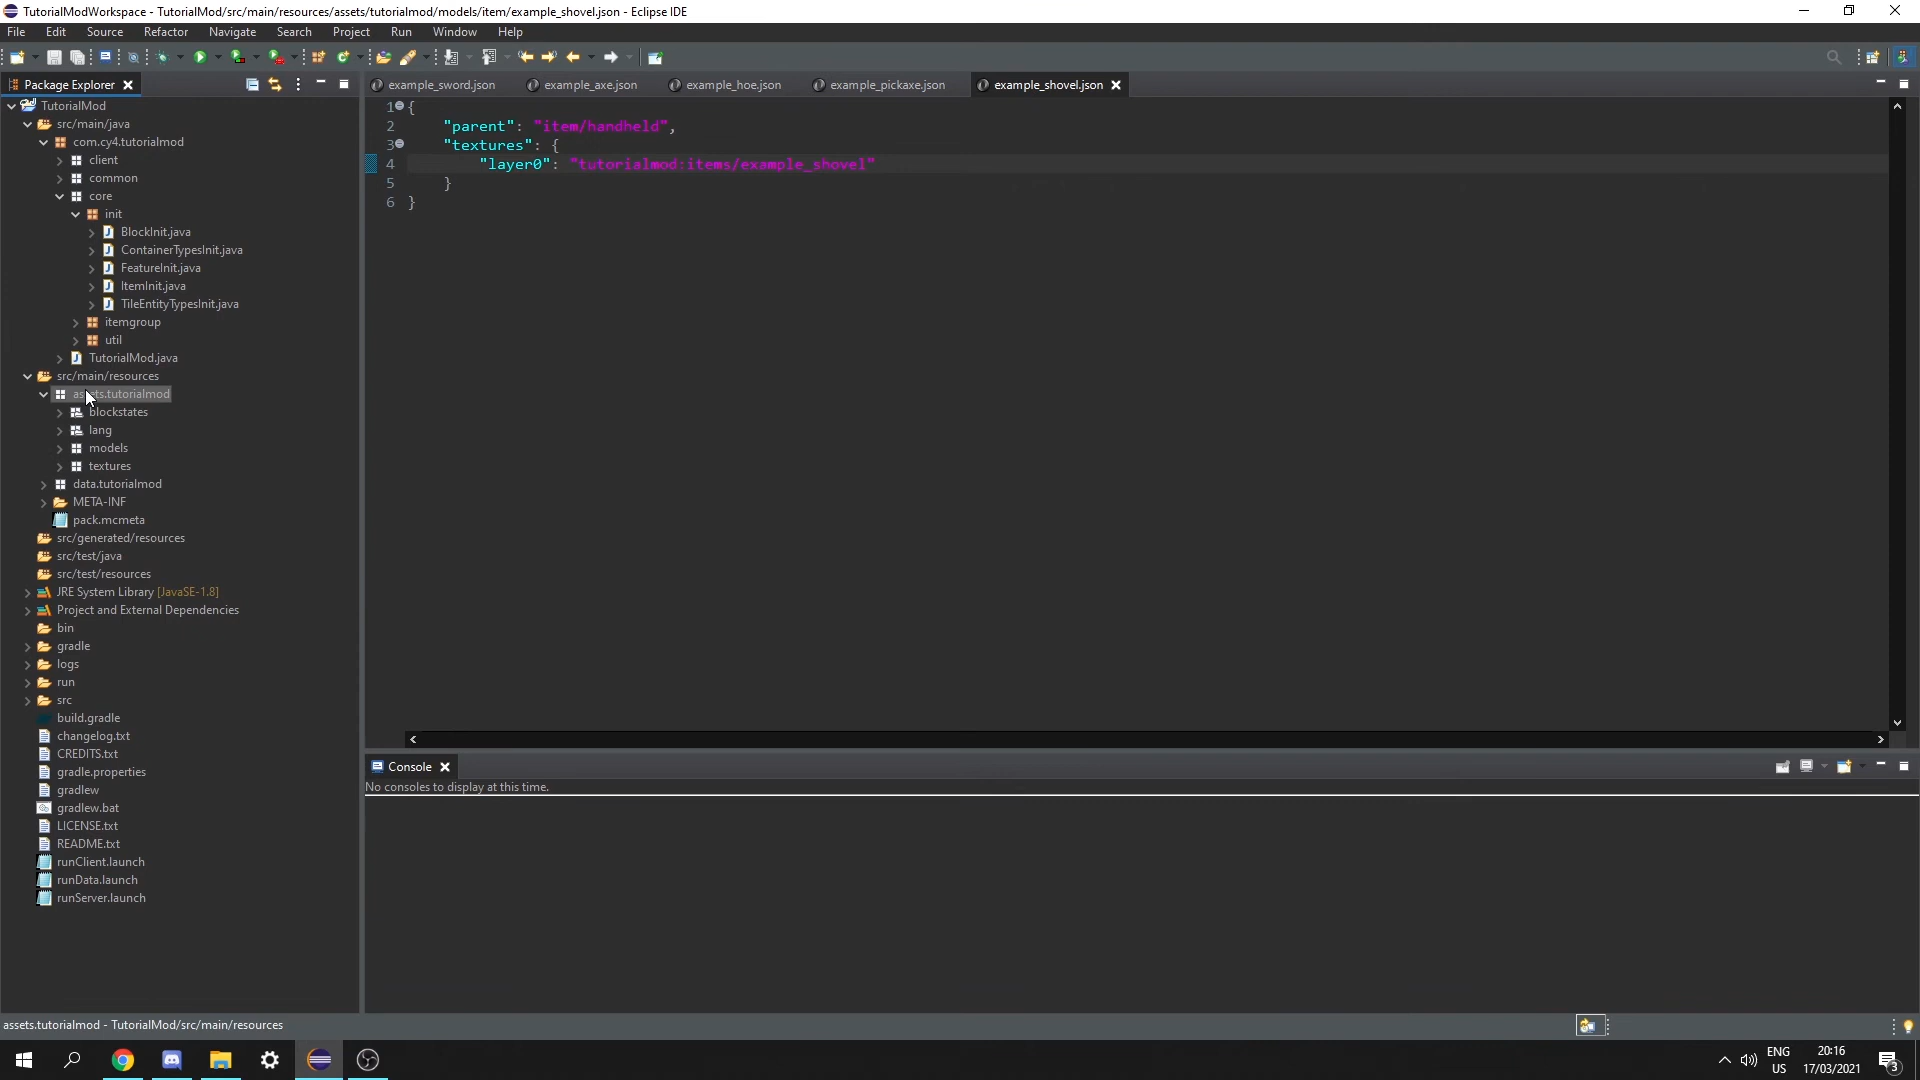 TutorialModWorkspace - TutorialMod/src/main/resources/assets/tutorialmod/models/item/example_shovel.json - Eclipse IDE
File Edit Source Refactor Navigate Search Project Run Window Help
Package Explorer
example_sword.json example_axe.json example_hoe.json example_pickaxe.json example_shovel.json
TutorialMod
src/main/java
com.cy4.tutorialmod
client
common
core
init
BlockInit.java
ContainerTypesInit.java
FeatureInit.java
ItemInit.java
TileEntityTypesInit.java
itemgroup
util
TutorialMod.java
src/main/resources
assets.tutorialmod
blockstates
lang
models
textures
data.tutorialmod
META-INF
pack.mcmeta
src/generated/resources
src/test/java
src/test/resources
JRE System Library [JavaSE-1.8]
Project and External Dependencies
bin
gradle
logs
run
src
build.gradle
changelog.txt
CREDITS.txt
gradle.properties
gradlew
gradlew.bat
LICENSE.txt
README.txt
runClient.launch
runData.launch
runServer.launch
1 {
2 "parent": "item/handheld",
3 "textures": {
4 "layer0": "tutorialmod:items/example_shovel"
5 }
6 }
Console
No consoles to display at this time.
assets.tutorialmod - TutorialMod/src/main/resources
ENG
US
20:16
17/03/2021
3